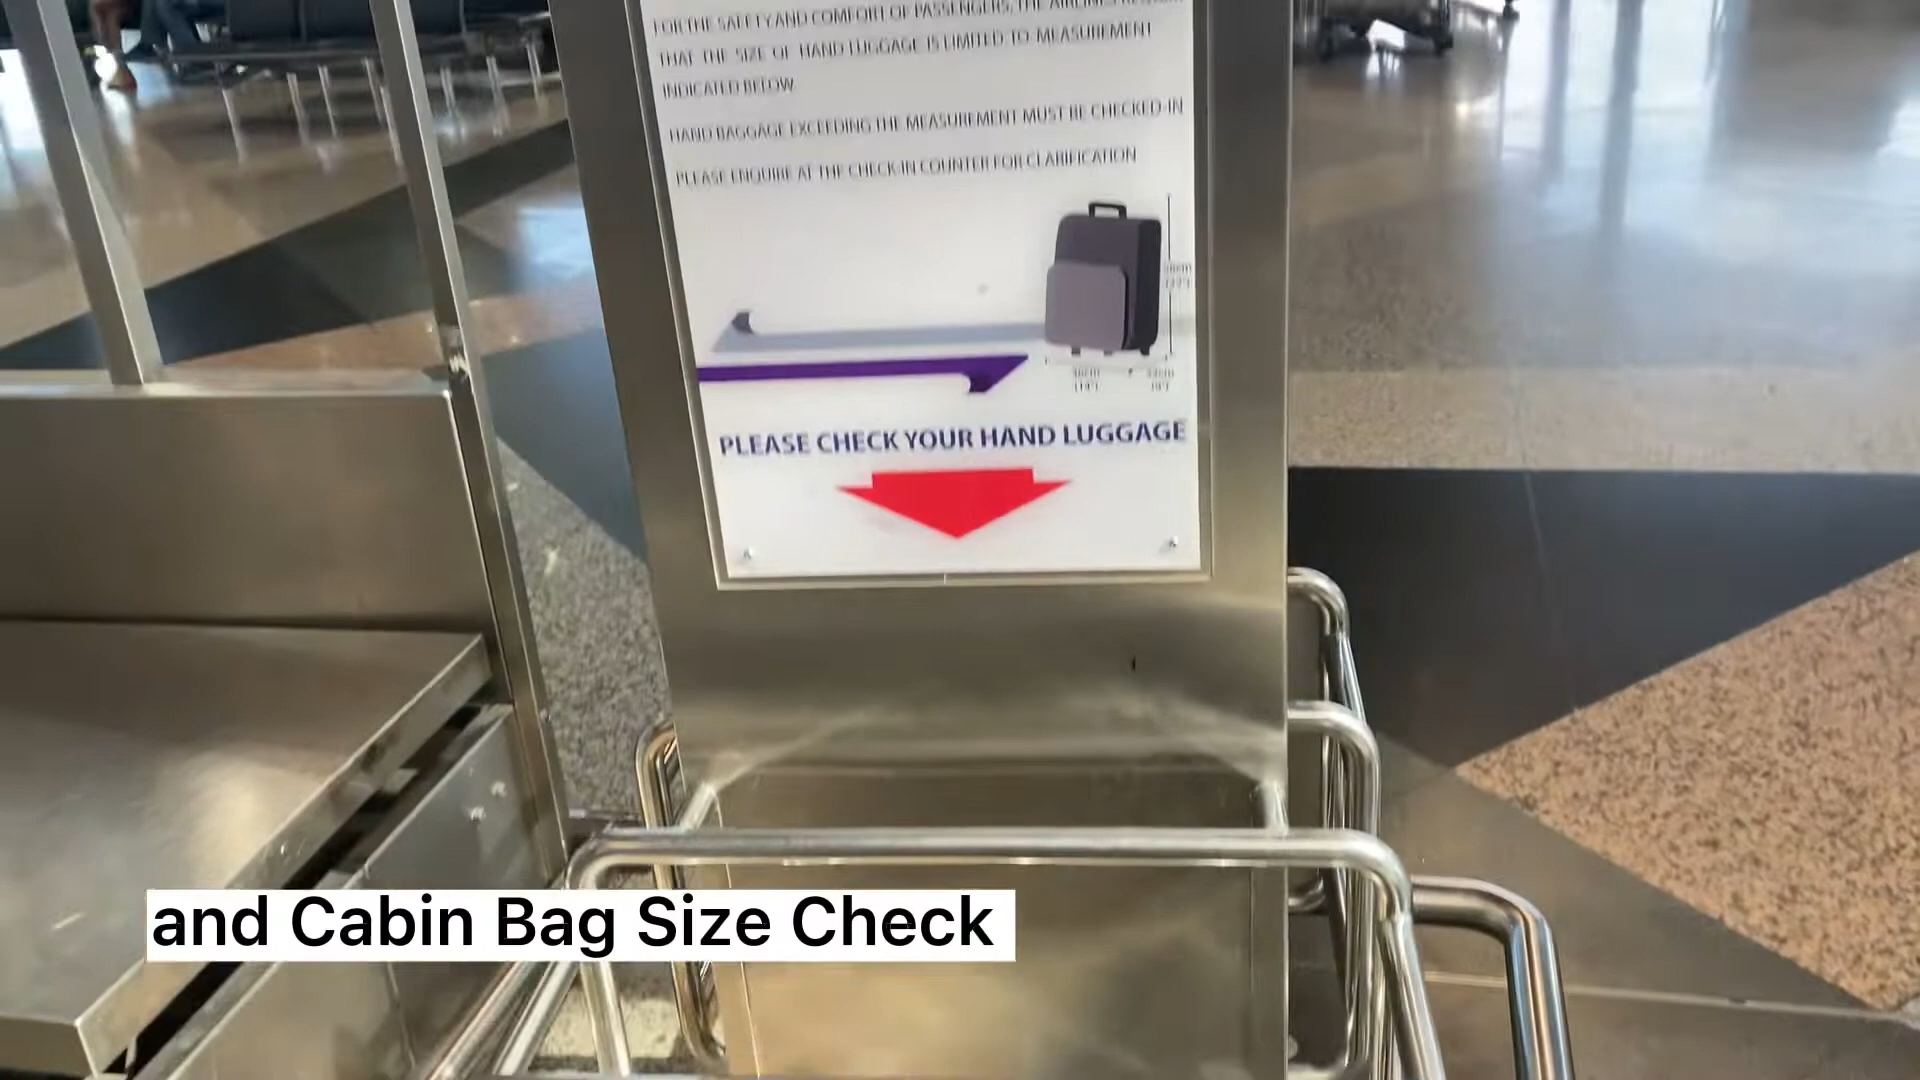 FOR THE SAFETY AND COMFORT OF PASSENGERS, THE AIRLINES
THAT THE SIZE OF HAND LUGGAGE IS LIMITED TO MEASUREMENT
INDICATED BELOW
HAND BAGGAGE EXCEEDING THE MEASUREMENT MUST BE CHECKED-IN
PLEASE ENQUIRE AT THE CHECK-IN COUNTER FOR CLARIFICATION
PLEASE CHECK YOUR HAND LUGGAGE
and Cabin Bag Size Check